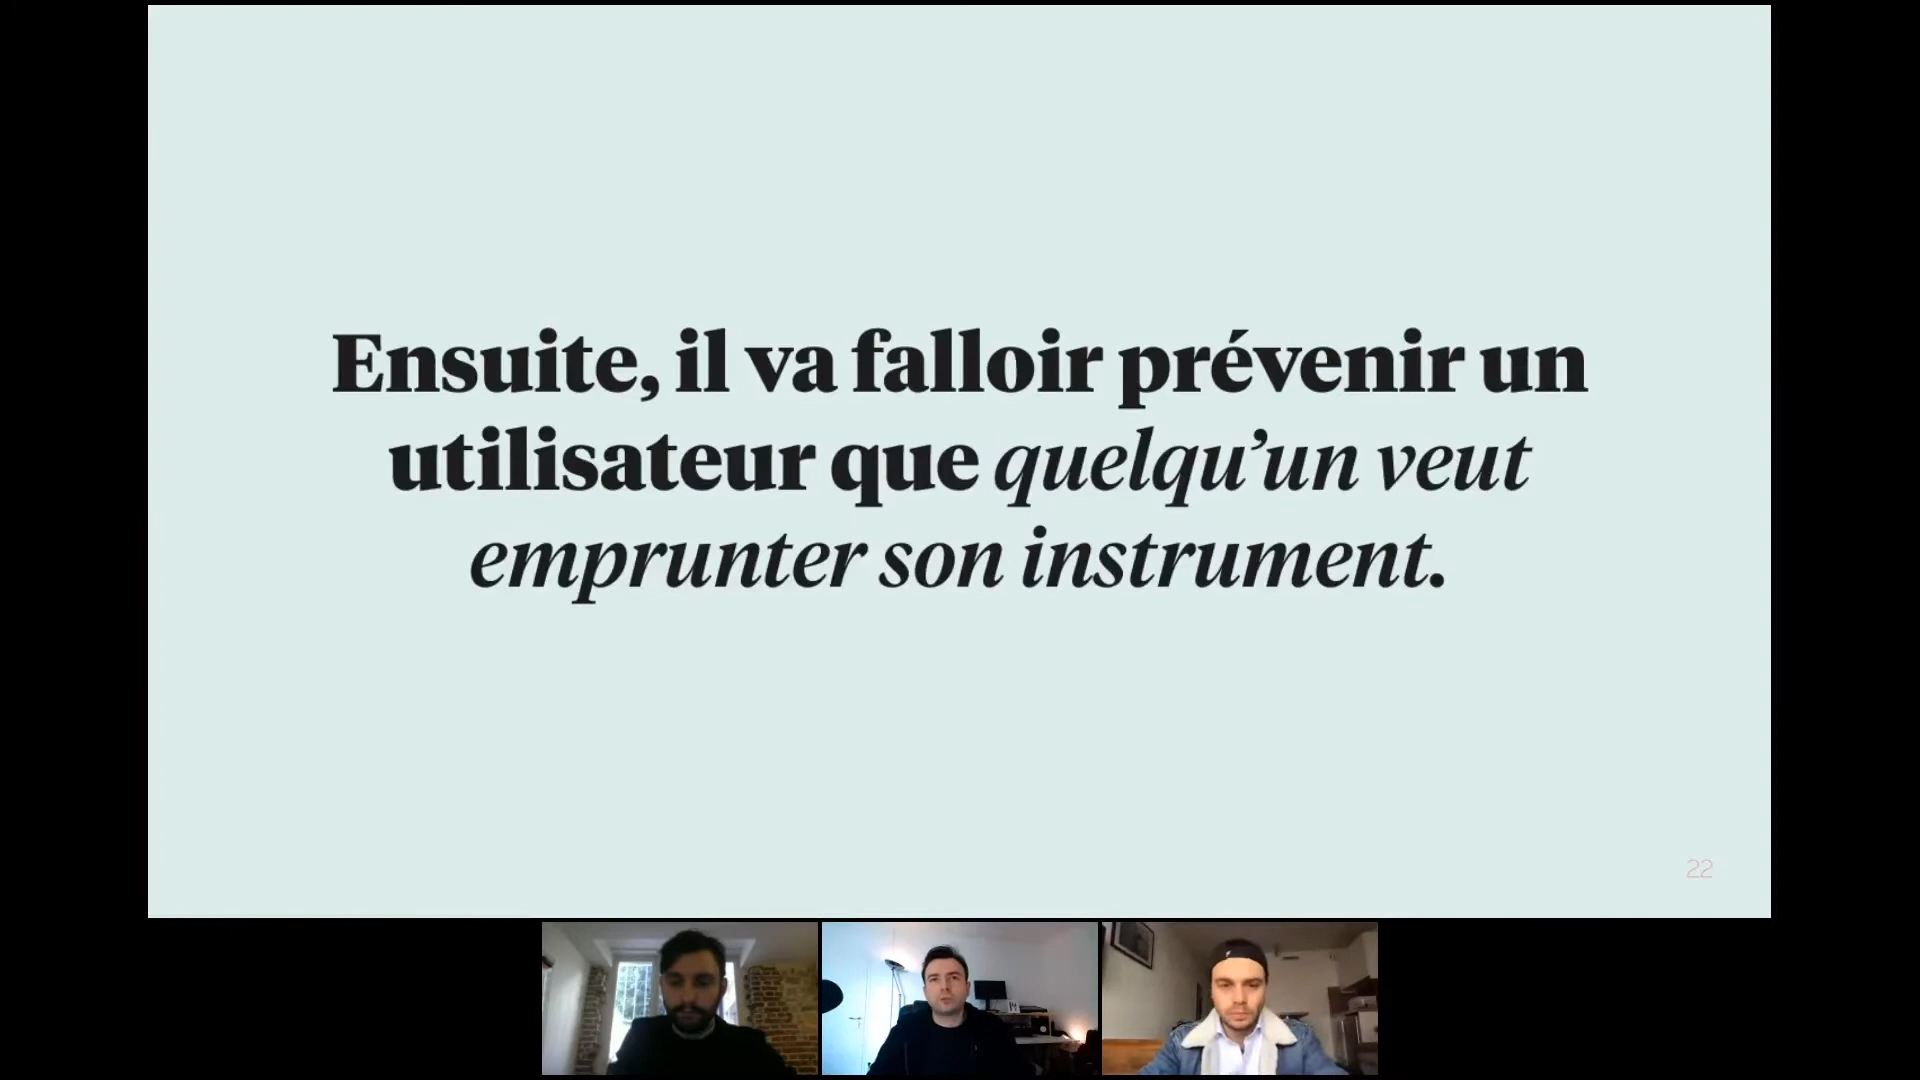 Ensuite, il va falloir prévenir un
utilisateur que quelqu’un veut
emprunter son instrument.
22